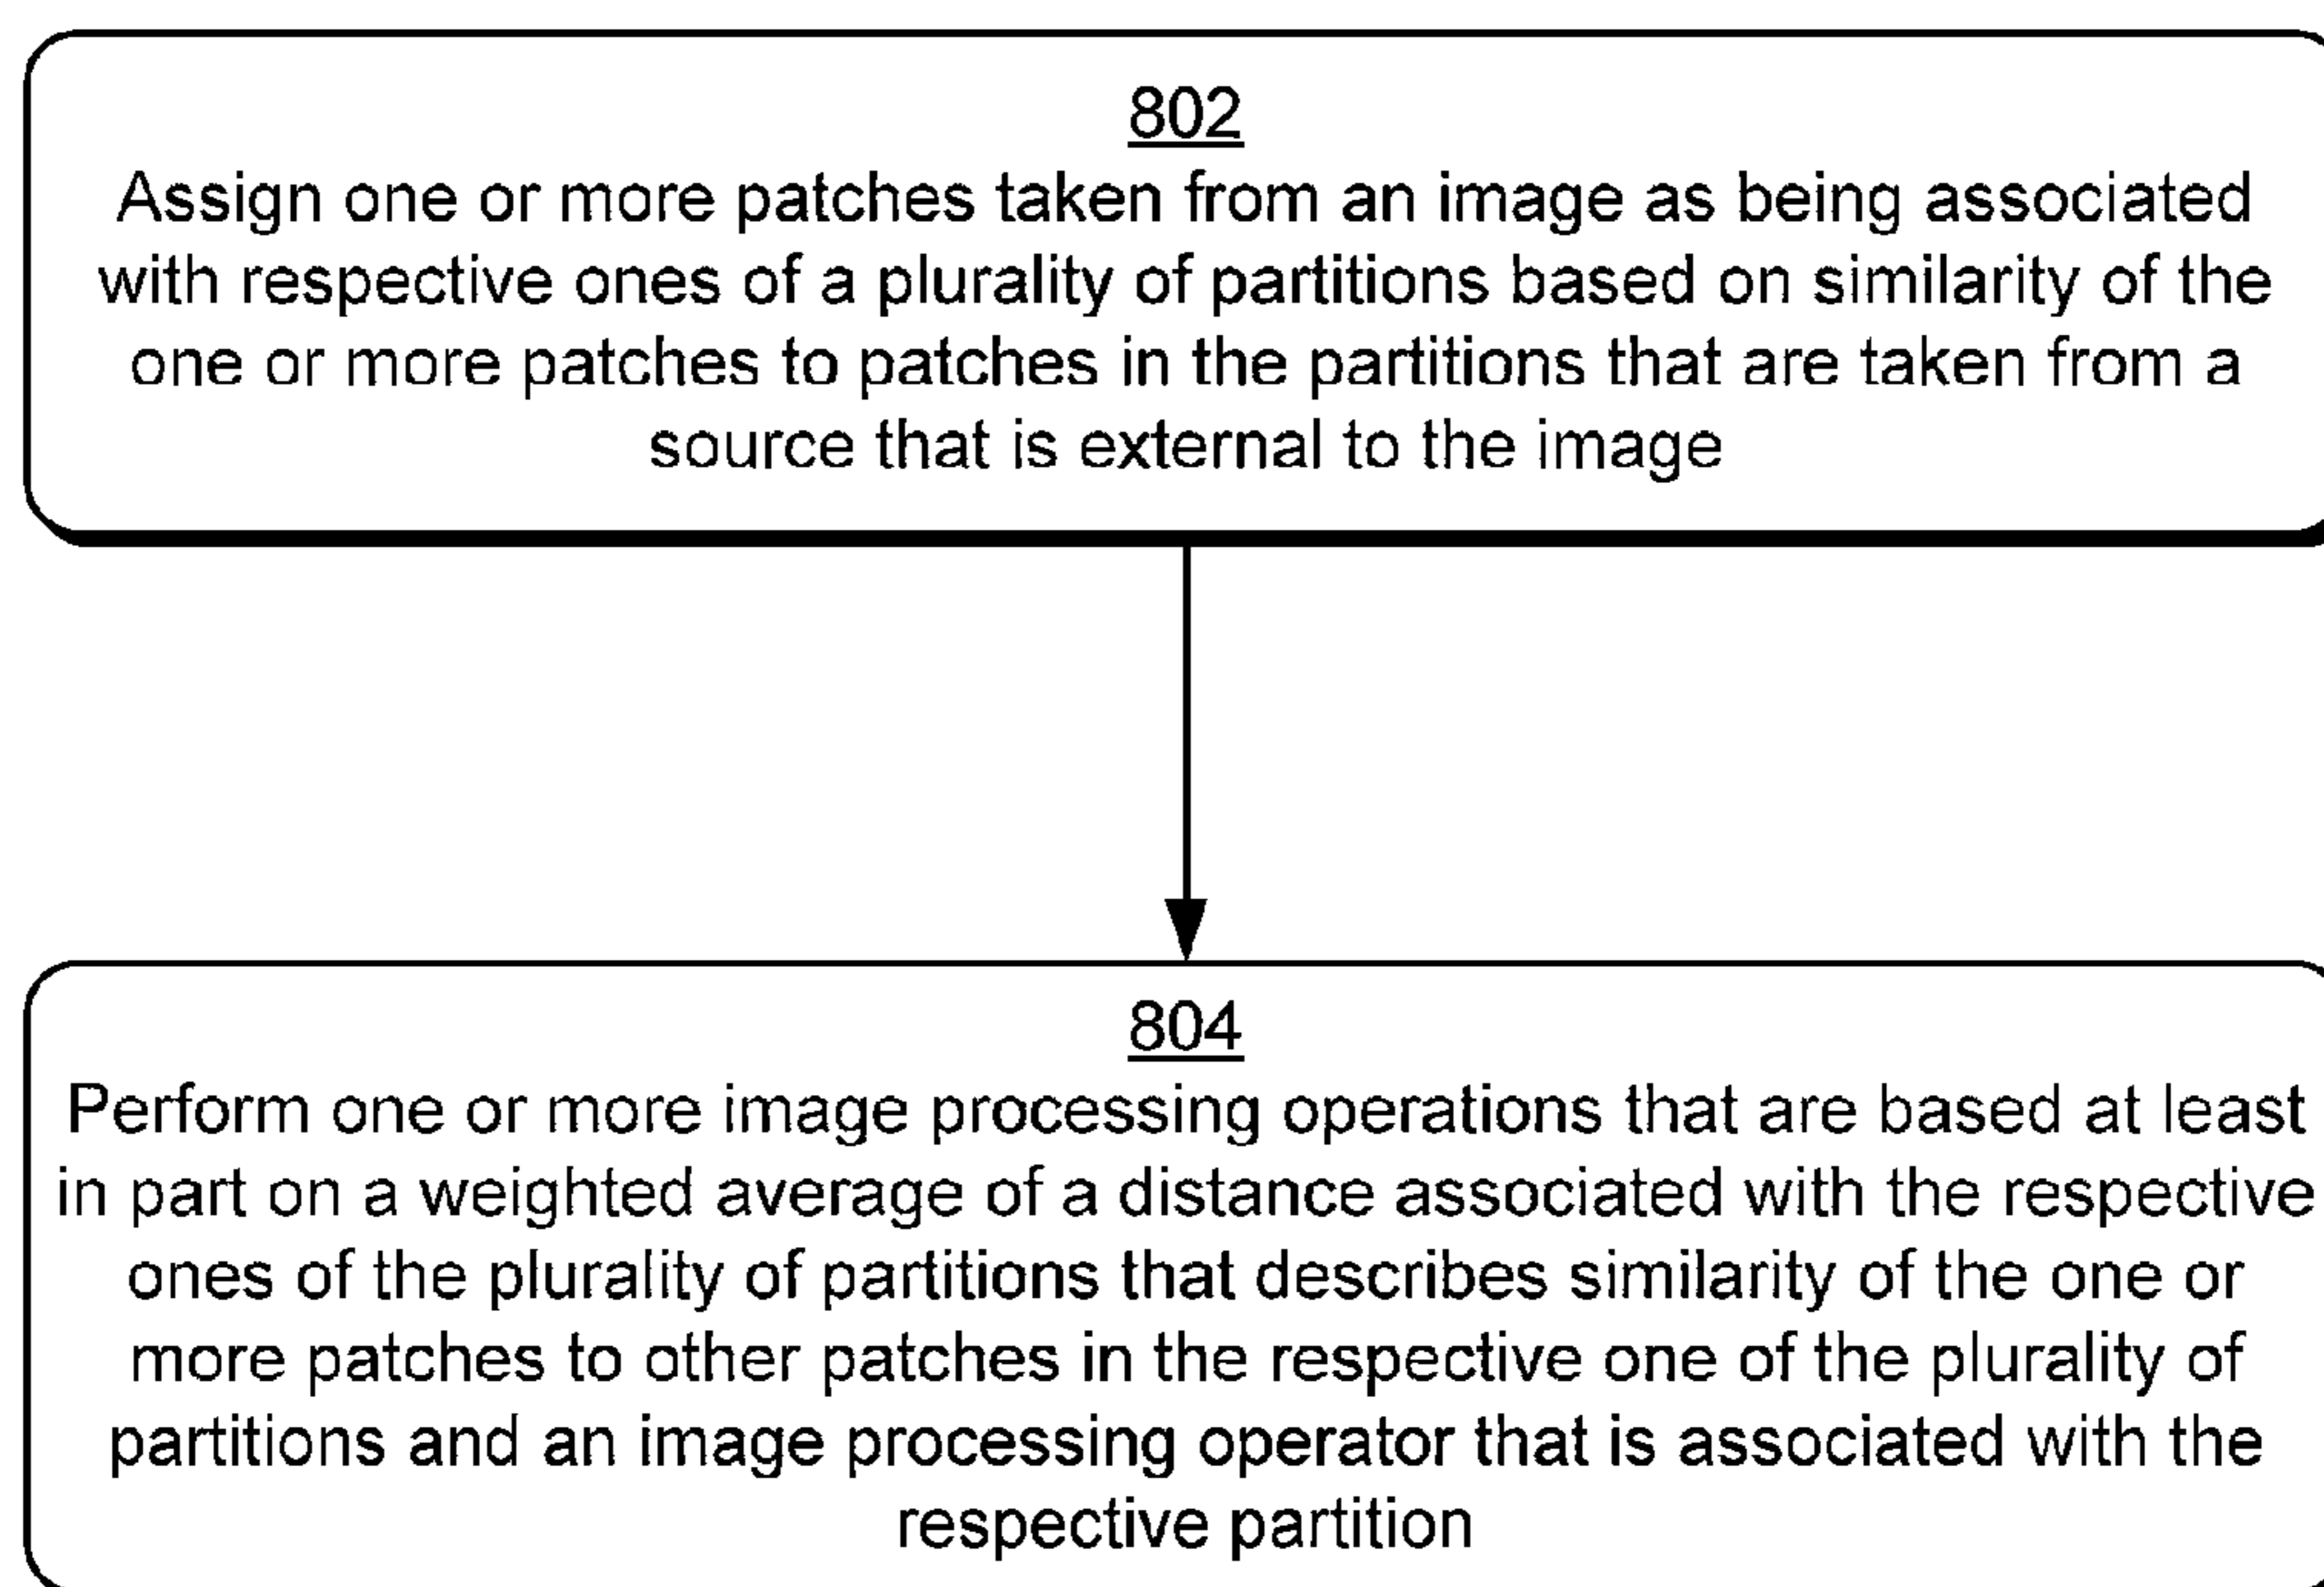 802
Assign one or more patches taken from an image as being associated
with respective ones of a plurality of partitions based on similarity of the
one or more patches to patches in the partitions that are taken from a
source that is external to the image
804
Perform one or more image processing operations that are based at least
in part on a weighted average of a distance associated with the respective
ones of the plurality of partitions that describes similarity of the one or
more patches to other patches in the respective one of the plurality of
partitions and an image processing operator that is associated with the
respective partition